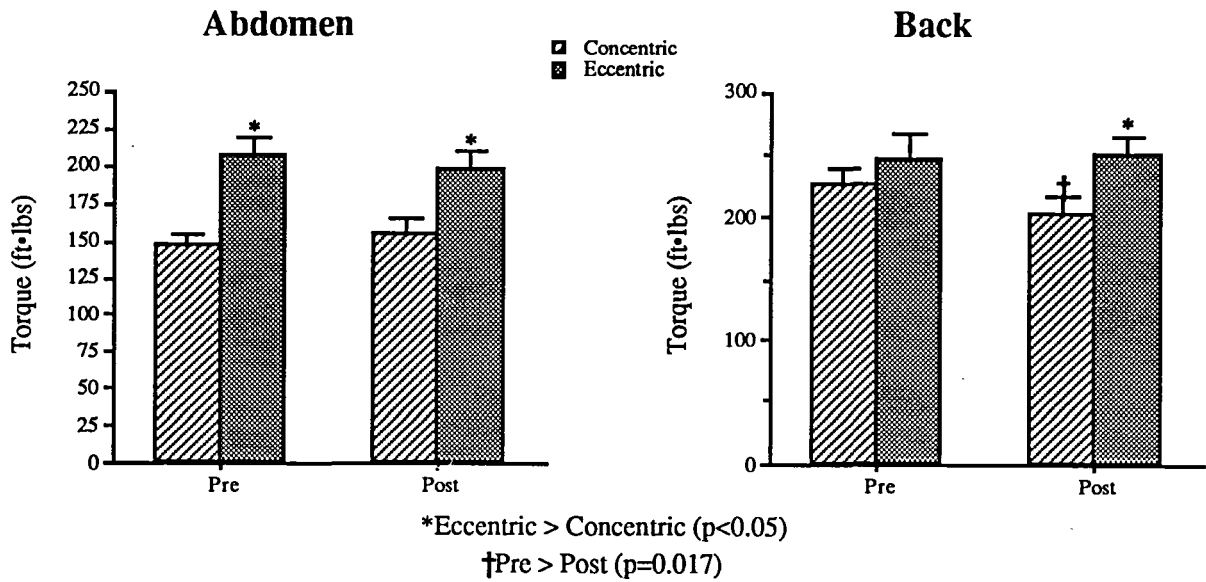 Abdomen
Back
Concentric
Eccentric
250
225
200
175
150
125
100
75
50
25
0
Torque (ft•lbs)
*
*
Pre
Post
300
200
100
0
Torque (ft•lbs)
†
*
Pre
Post
*Eccentric > Concentric (p<0.05)
†Pre > Post (p=0.017)